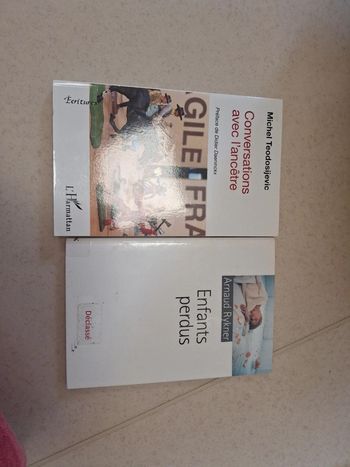 Michel Teodosijevic
Conversations
avec l'ancêtre
Préface de Didier Daeninckx
GILE FRA
Écritures
L'Harmattan
Arnaud Rykner
Enfants
perdus
Déclassé